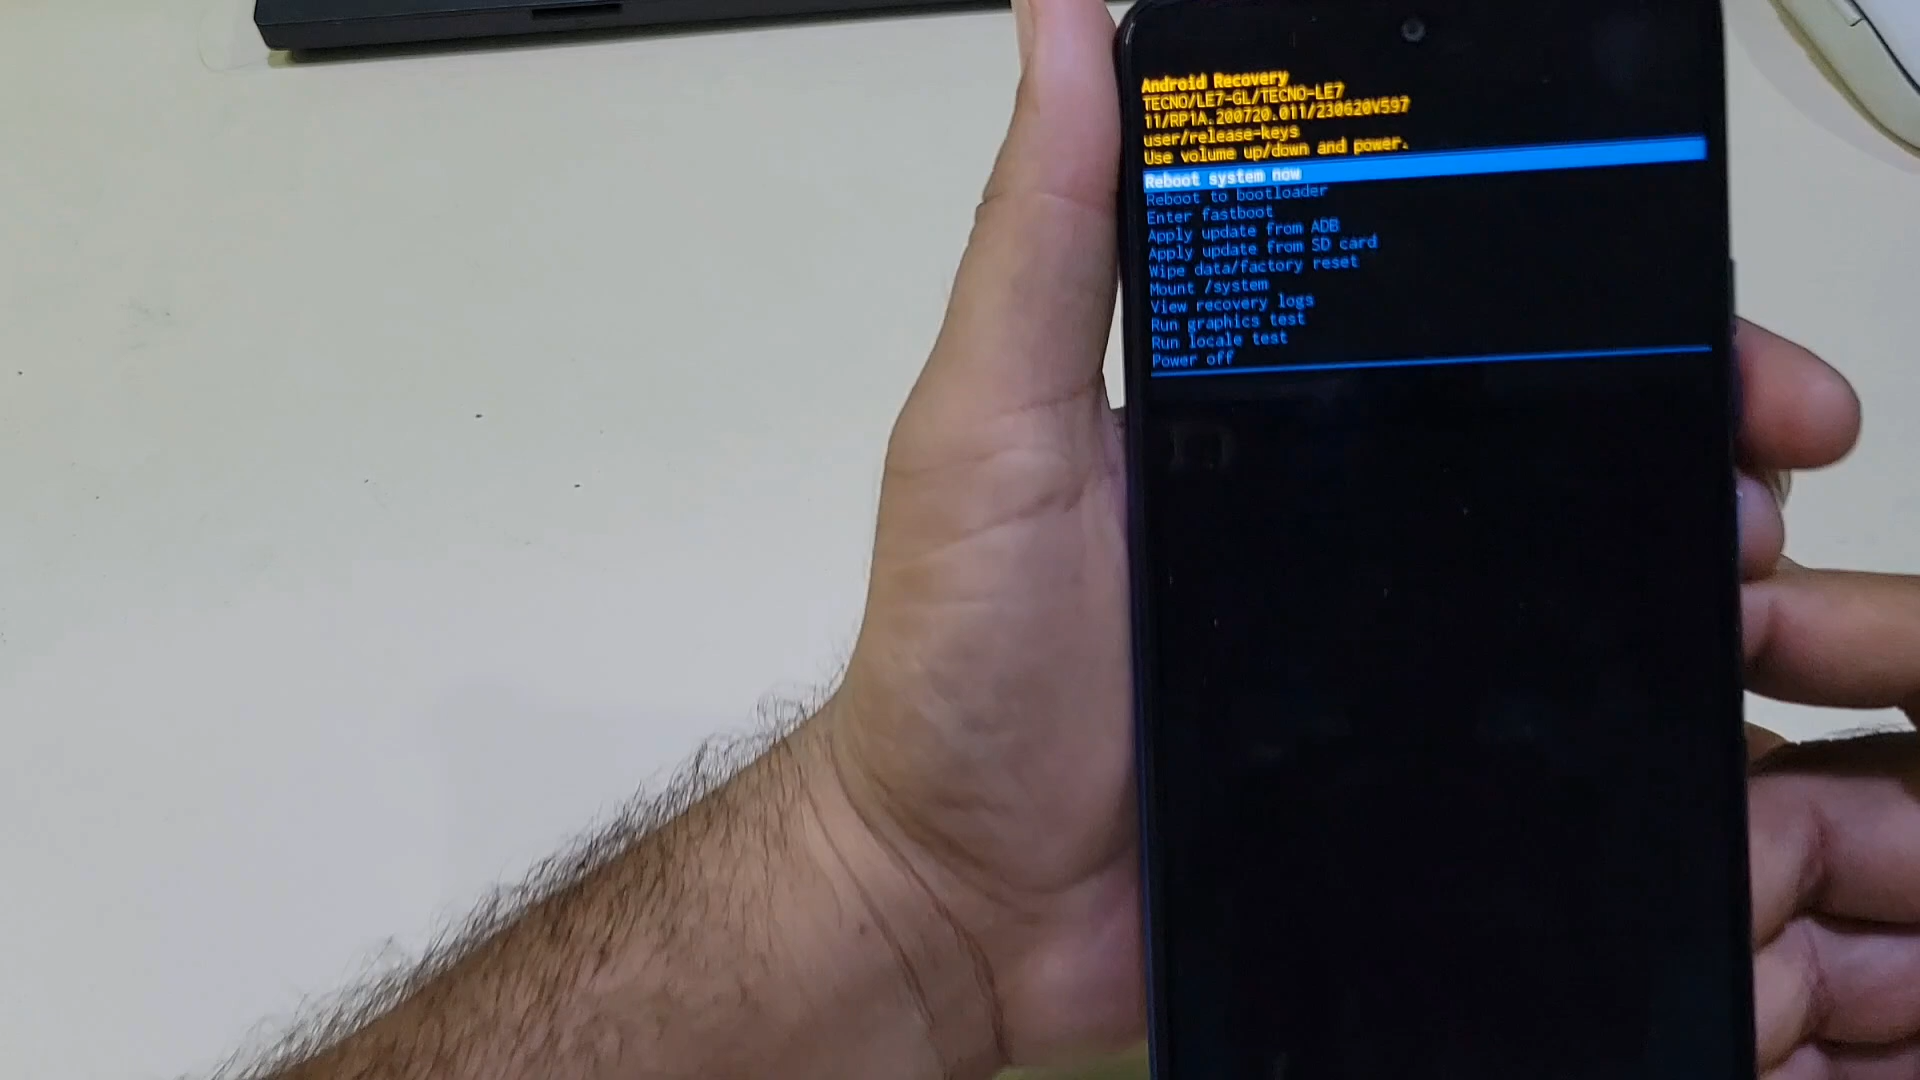 Android Recovery
TECNO/LE7-GL/TECNO-LE7
11/RP1A.200720.011/230620V597
user/release-keys
Use volume up/down and power.
Reboot system now
Reboot to bootloader
Enter fastboot
Apply update from ADB
Apply update from SD card
Wipe data/factory reset
Mount /system
View recovery logs
Run graphics test
Run locale test
Power off